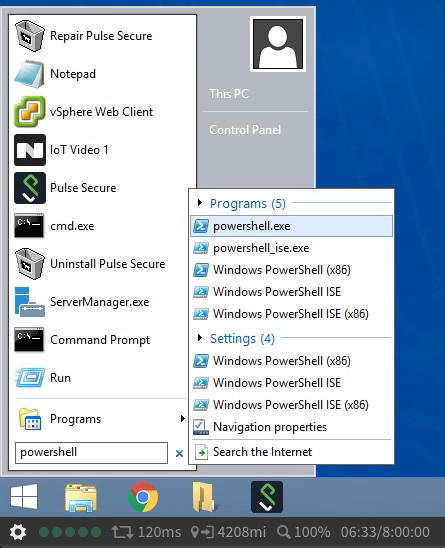 Repair Pulse Secure
Notepad
vSphere Web Client
IoT Video 1
Pulse Secure
cmd.exe
Uninstall Pulse Secure
ServerManager.exe
Command Prompt
Run
Programs
powershell
This PC
Control Panel
Programs (5)
powershell.exe
powershell_ise.exe
Windows PowerShell (x86)
Windows PowerShell ISE
Windows PowerShell ISE (x86)
Settings (4)
Windows PowerShell (x86)
Windows PowerShell ISE
Windows PowerShell ISE (x86)
Navigation properties
Search the Internet
120ms 4208mi 100% 06:33/8:00:00